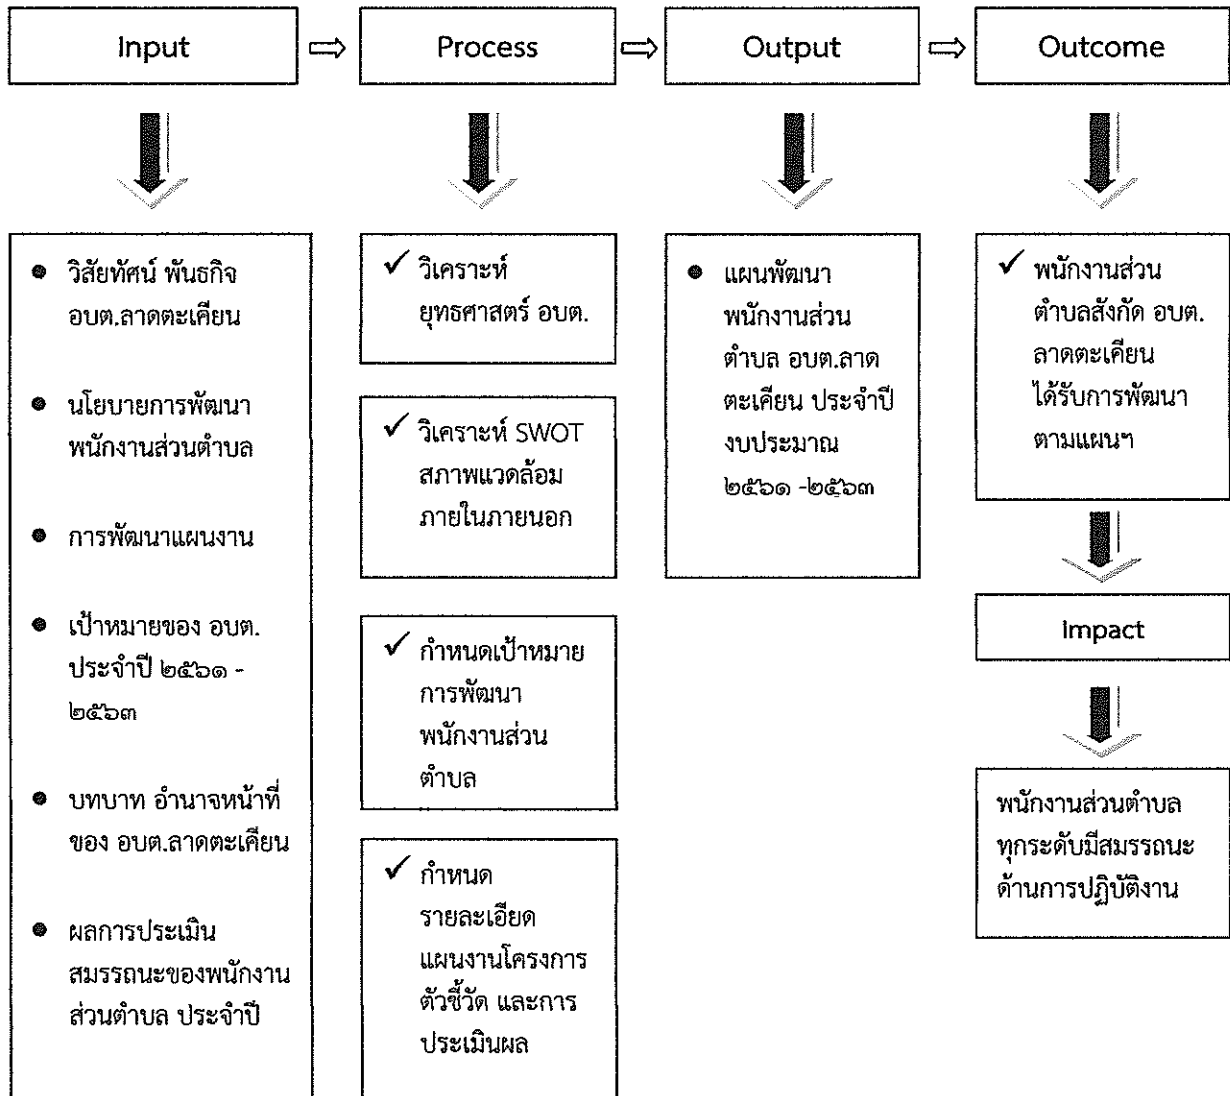 Input
Process
Output
Outcome
● วิสัยทัศน์ พันธกิจ
อบต.ลาดตะเคียน
● นโยบายการพัฒนา
พนักงานส่วนตำบล
● การพัฒนาแผนงาน
● เป้าหมายของ อบต.
ประจำปี ๒๕๖๑ -
๒๕๖๓
● บทบาท อำนาจหน้าที่
ของ อบต.ลาดตะเคียน
● ผลการประเมิน
สมรรถนะของพนักงาน
ส่วนตำบล ประจำปี
✓ วิเคราะห์
ยุทธศาสตร์ อบต.
✓ วิเคราะห์ SWOT
สภาพแวดล้อม
ภายในภายนอก
✓ กำหนดเป้าหมาย
การพัฒนา
พนักงานส่วน
ตำบล
✓ กำหนด
รายละเอียด
แผนงานโครงการ
ตัวชี้วัด และการ
ประเมินผล
● แผนพัฒนา
พนักงานส่วน
ตำบล อบต.ลาด
ตะเคียน ประจำปี
งบประมาณ
๒๕๖๑ -๒๕๖๓
✓ พนักงานส่วน
ตำบลสังกัด อบต.
ลาดตะเคียน
ได้รับการพัฒนา
ตามแผนฯ
Impact
พนักงานส่วนตำบล
ทุกระดับมีสมรรถนะ
ด้านการปฏิบัติงาน